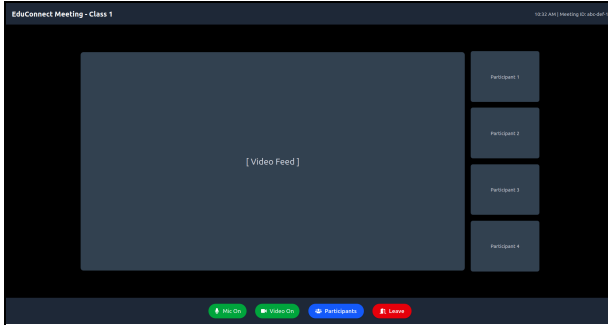 EduConnect Meeting - Class 1
10:32 AM | Meeting ID: abc-def-1
[ Video Feed ]
Participant 1
Participant 2
Participant 3
Participant 4
Mic On
Video On
Participants
Leave